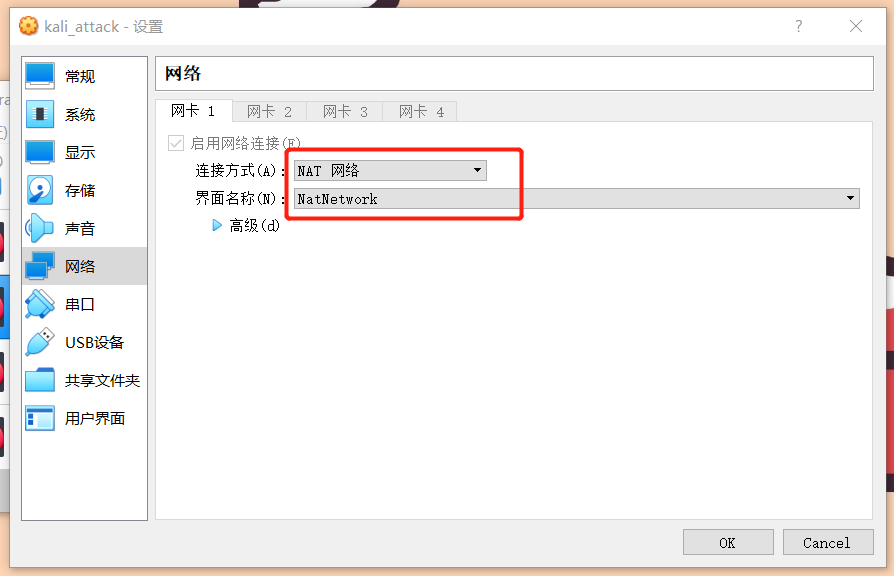 kali_attack - 设置
常规
系统
显示
存储
声音
网络
串口
USB设备
共享文件夹
用户界面
网络
网卡 1 网卡 2 网卡 3 网卡 4
启用网络连接(E)
连接方式(A): NAT 网络
界面名称(N): NatNetwork
高级(d)
OK Cancel